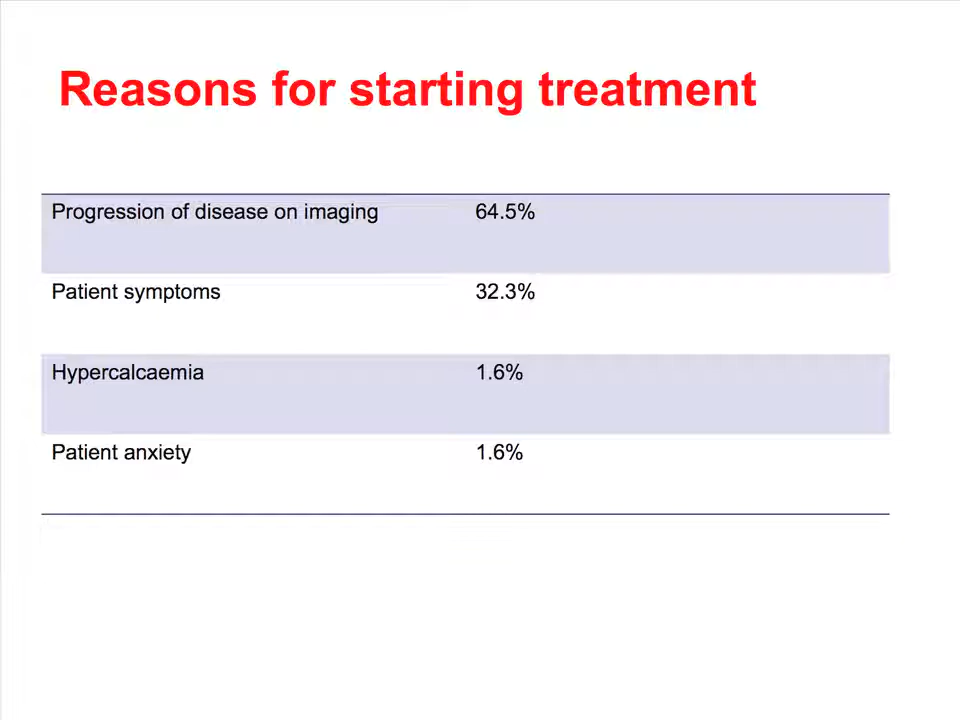 Reasons for starting treatment
Progression of disease on imaging 64.5%
Patient symptoms 32.3%
Hypercalcaemia 1.6%
Patient anxiety 1.6%